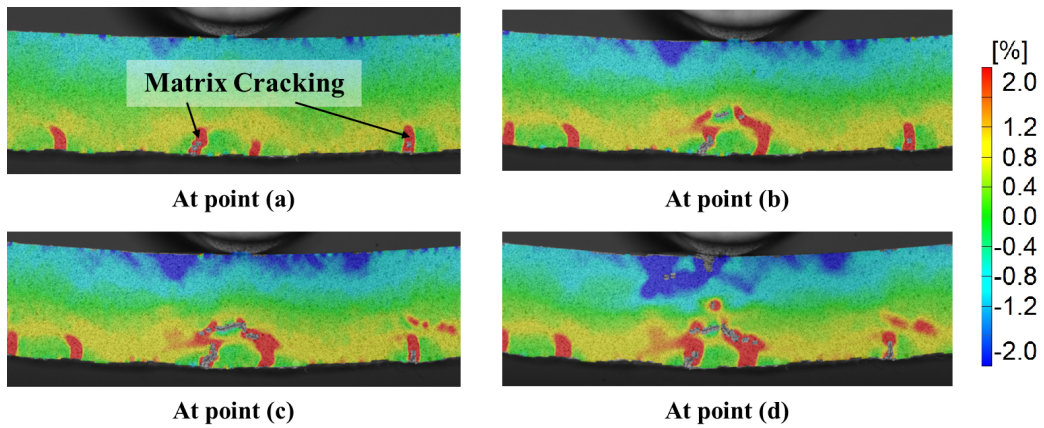 Matrix Cracking
At point (a)
At point (b)
At point (c)
At point (d)
[%]
2.0
1.2
0.8
0.4
0.0
-0.4
-0.8
-1.2
-2.0